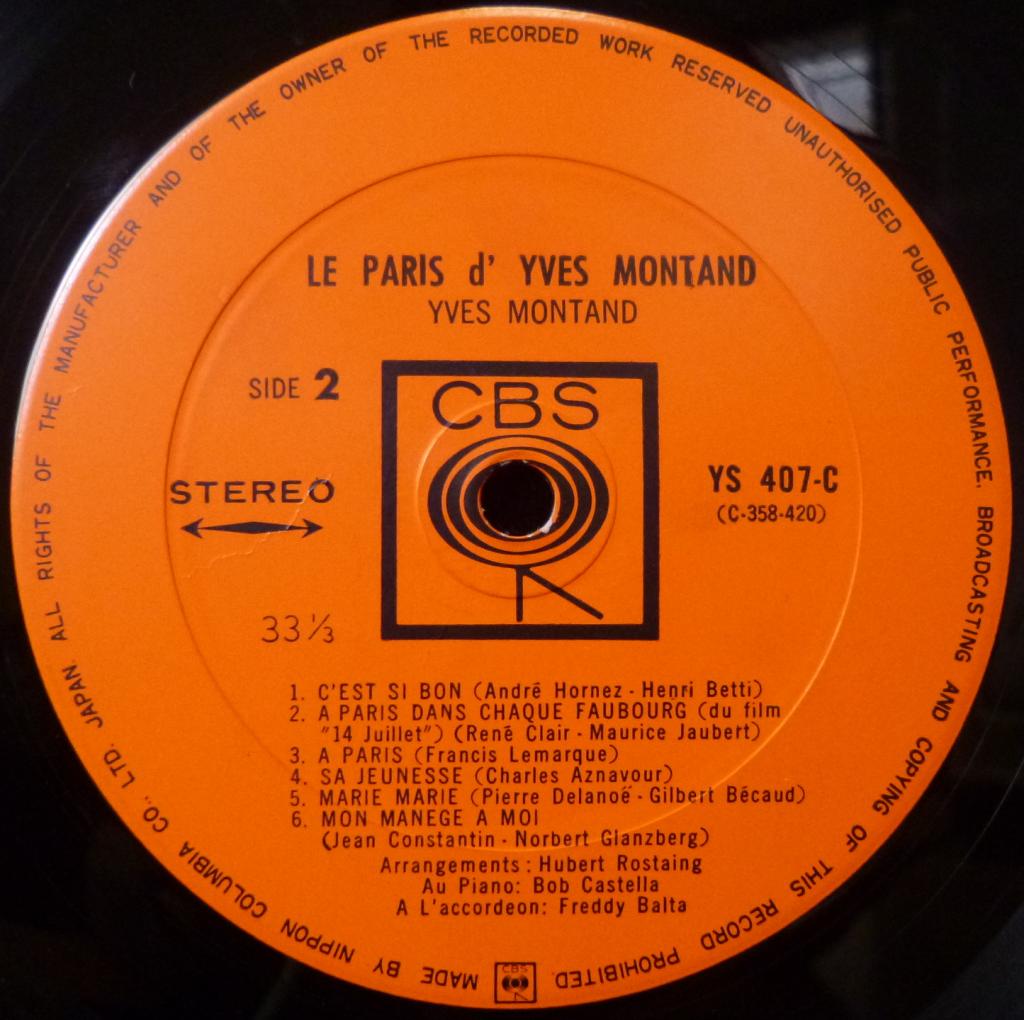 ALL RIGHTS OF THE MANUFACTURER AND OF THE OWNER OF THE RECORDED WORK RESERVED UNAUTHORISED PUBLIC PERFORMANCE, BROADCASTING AND COPYING OF THIS RECORD PROHIBITED.
LE PARIS d' YVES MONTAND
YVES MONTAND
SIDE 2
CBS
STEREO
YS 407-C
(C-358-420)
33 1/3
1. C'EST SI BON (André Hornez - Henri Betti)
2. A PARIS DANS CHAQUE FAUBOURG (du film
"14 Juillet") (René Clair - Maurice Jaubert)
3. A PARIS (Francis Lemarque)
4. SA JEUNESSE (Charles Aznavour)
5. MARIE MARIE (Pierre Delanoë - Gilbert Bécaud)
6. MON MANEGE A MOI
(Jean Constantin - Norbert Glanzberg)
Arrangements : Hubert Rostaing
Au Piano: Bob Castella
A L'accordeon: Freddy Balta
CBS
MADE BY NIPPON COLUMBIA CO., LTD. JAPAN.